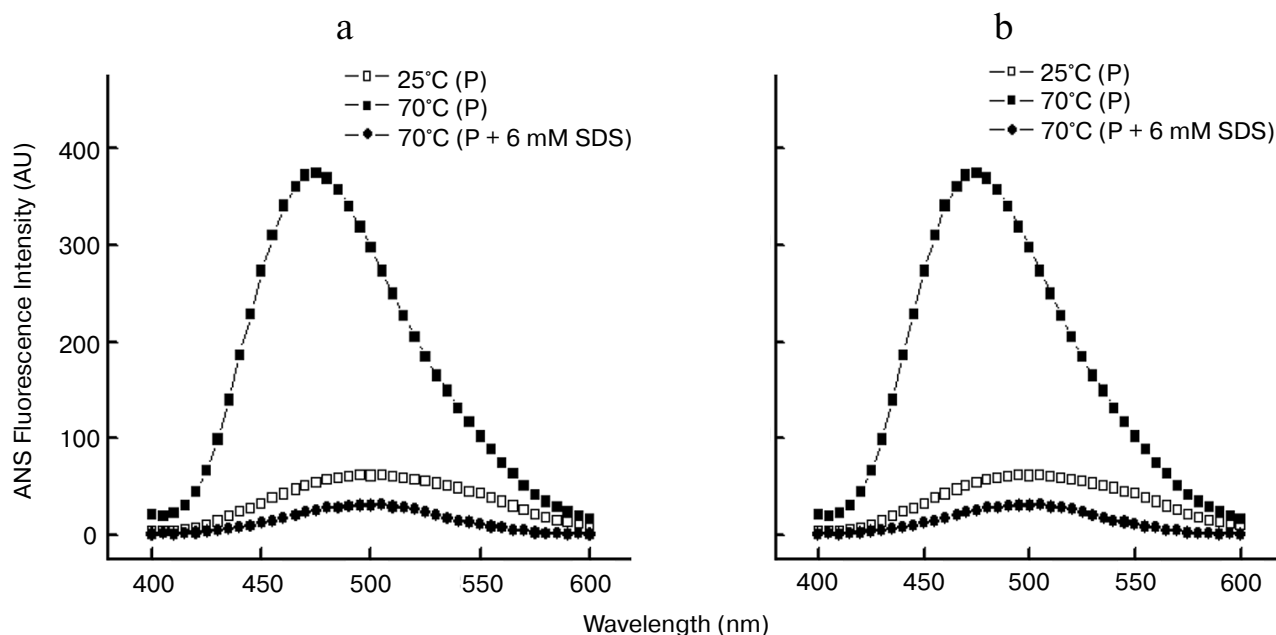 a
b
25°C (P)
70°C (P)
70°C (P + 6 mM SDS)
25°C (P)
70°C (P)
70°C (P + 6 mM SDS)
ANS Fluorescence Intensity (AU)
400
300
200
100
0
400 450 500 550 600
400 450 500 550 600
Wavelength (nm)